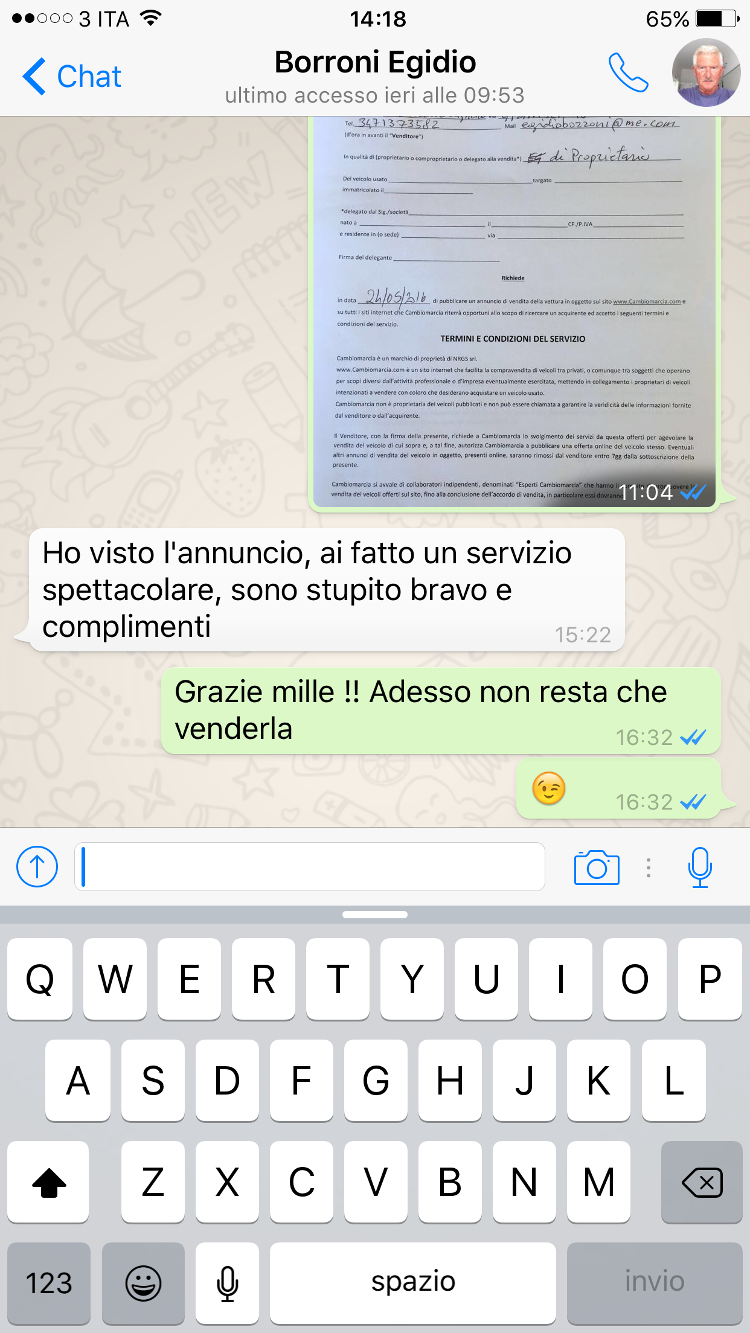 3 ITA 14:18 65%
Chat Borroni Egidio
ultimo accesso ieri alle 09:53
Tel. 3471373582 Mail egidioborroni@me.com
(d'ora in avanti il "Venditore")
In qualità di (proprietario o comproprietario o delegato alla vendita*) di Proprietario
Del veicolo usato targato
immatricolato il
*delegato dal Sig./società
nato a il CF./P.IVA
e residente in (o sede) via
Firma del delegante
Richiede
in data 24/05/216 di pubblicare un annuncio di vendita della vettura in oggetto sul sito www.Cambiomarcia.com e
su tutti i siti internet che Cambiomarcia riterrà opportuni allo scopo di ricercare un acquirente ed accetto i seguenti termini e
condizioni del servizio.
TERMINI E CONDIZIONI DEL SERVIZIO
Cambiomarcia è un marchio di proprietà di NRGS srl.
www.Cambiomarcia.com è un sito internet che facilita la compravendita di veicoli tra privati, o comunque tra soggetti che operano
per scopi diversi dall'attività professionale o d'impresa eventualmente esercitata, mettendo in collegamento i proprietari di veicoli
intenzionati a vendere con coloro che desiderano acquistare un veicolo usato.
Cambiomarcia non è proprietaria dei veicoli pubblicati e non può essere chiamata a garantire la veridicità delle informazioni fornite
dal venditore o dall'acquirente.
Il Venditore, con la firma della presente, richiede a Cambiomarcia lo svolgimento dei servizi da questa offerti per agevolare la
vendita del veicolo di cui sopra e, a tal fine, autorizza Cambiomarcia a pubblicare una offerta online del veicolo stesso. Eventuali
altri annunci di vendita del veicolo in oggetto, presenti online, saranno rimossi dal venditore entro 7gg dalla sottoscrizione della
presente.
Cambiomarcia si avvale di collaboratori indipendenti, denominati "Esperti Cambiomarcia" che hanno
vendita dei veicoli offerti sul sito, fino alla conclusione dell'accordo di vendita, in particolare essi dovranno
11:04
Ho visto l'annuncio, ai fatto un servizio
spettacolare, sono stupito bravo e
complimenti
15:22
Grazie mille !! Adesso non resta che
venderla
16:32
😉 16:32
Q W E R T Y U I O P
A S D F G H J K L
Z X C V B N M
123 spazio invio